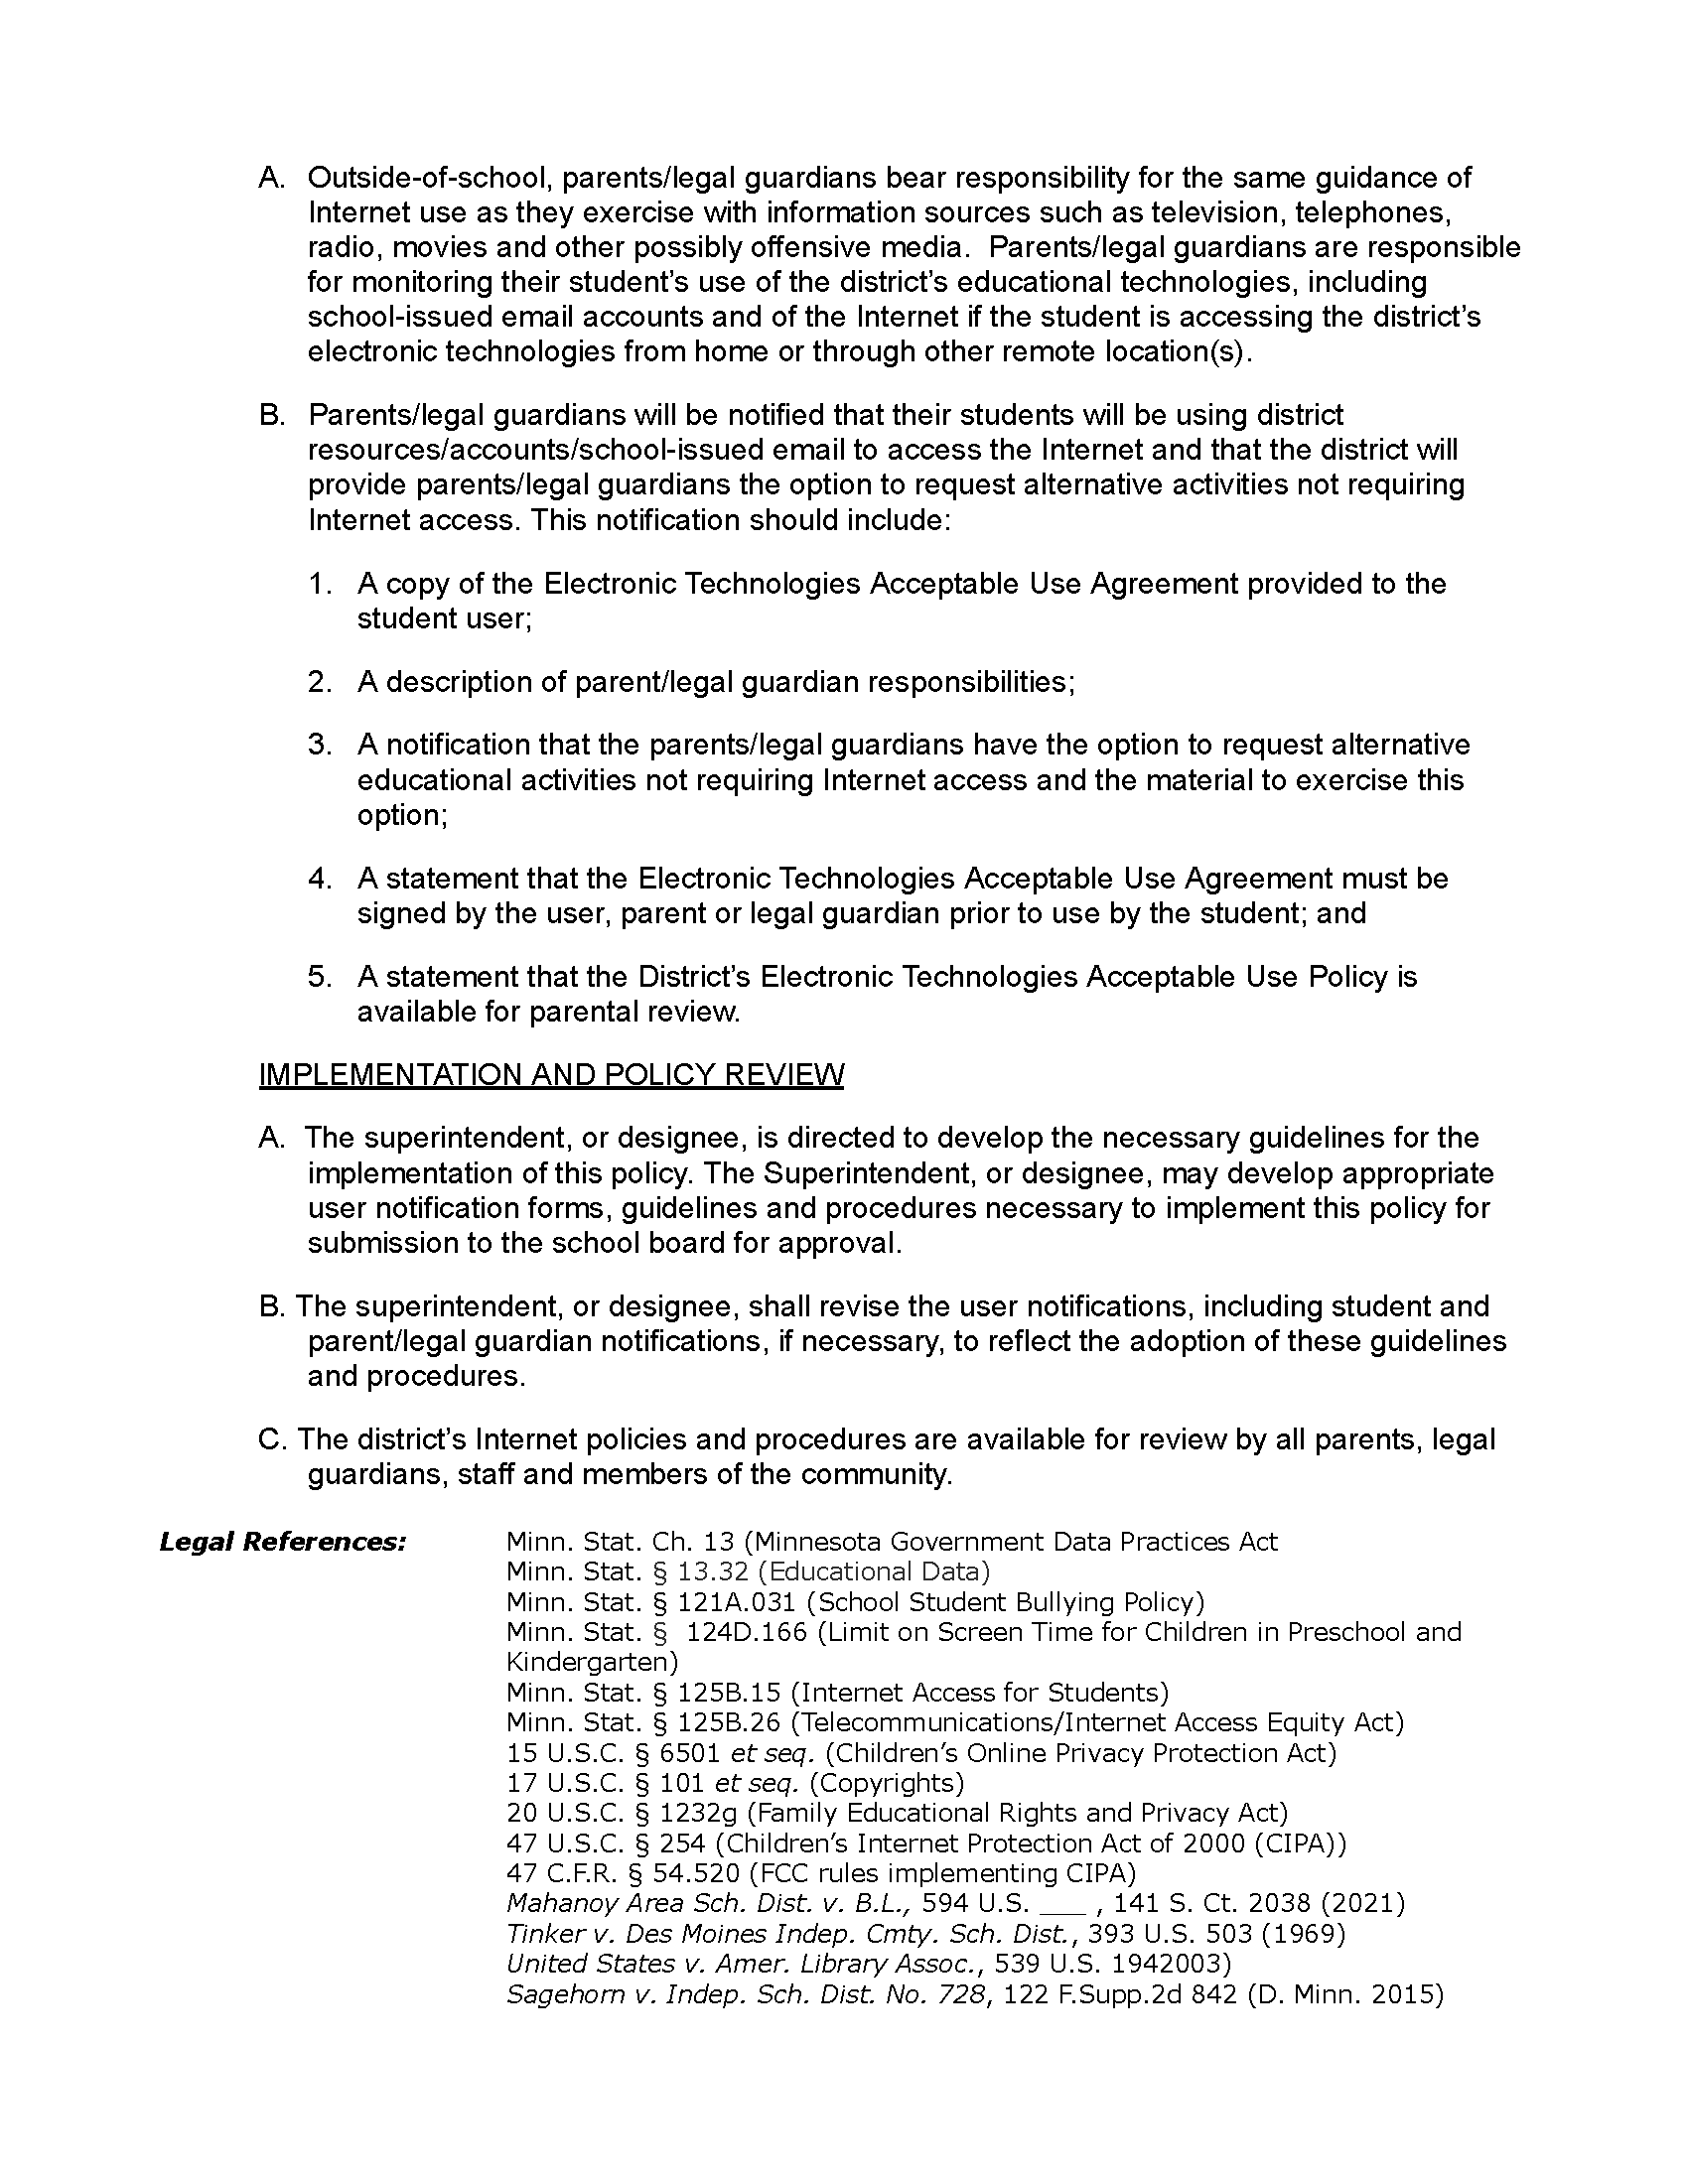 A. Outside-of-school, parents/legal guardians bear responsibility for the same guidance of
Internet use as they exercise with information sources such as television, telephones,
radio, movies and other possibly offensive media.  Parents/legal guardians are responsible
for monitoring their student’s use of the district’s educational technologies, including
school-issued email accounts and of the Internet if the student is accessing the district’s
electronic technologies from home or through other remote location(s).
B. Parents/legal guardians will be notified that their students will be using district
resources/accounts/school-issued email to access the Internet and that the district will
provide parents/legal guardians the option to request alternative activities not requiring
Internet access. This notification should include:
1. A copy of the Electronic Technologies Acceptable Use Agreement provided to the
student user;
2. A description of parent/legal guardian responsibilities;
3. A notification that the parents/legal guardians have the option to request alternative
educational activities not requiring Internet access and the material to exercise this
option;
4. A statement that the Electronic Technologies Acceptable Use Agreement must be
signed by the user, parent or legal guardian prior to use by the student; and
5. A statement that the District’s Electronic Technologies Acceptable Use Policy is
available for parental review.
IMPLEMENTATION AND POLICY REVIEW
A. The superintendent, or designee, is directed to develop the necessary guidelines for the
implementation of this policy. The Superintendent, or designee, may develop appropriate
user notification forms, guidelines and procedures necessary to implement this policy for
submission to the school board for approval.
B. The superintendent, or designee, shall revise the user notifications, including student and
parent/legal guardian notifications, if necessary, to reflect the adoption of these guidelines
and procedures.
C. The district’s Internet policies and procedures are available for review by all parents, legal
guardians, staff and members of the community.
Legal References: Minn. Stat. Ch. 13 (Minnesota Government Data Practices Act
Minn. Stat. § 13.32 (Educational Data)
Minn. Stat. § 121A.031 (School Student Bullying Policy)
Minn. Stat. §  124D.166 (Limit on Screen Time for Children in Preschool and
Kindergarten)
Minn. Stat. § 125B.15 (Internet Access for Students)
Minn. Stat. § 125B.26 (Telecommunications/Internet Access Equity Act)
15 U.S.C. § 6501 et seq. (Children’s Online Privacy Protection Act)
17 U.S.C. § 101 et seq. (Copyrights)
20 U.S.C. § 1232g (Family Educational Rights and Privacy Act)
47 U.S.C. § 254 (Children’s Internet Protection Act of 2000 (CIPA))
47 C.F.R. § 54.520 (FCC rules implementing CIPA)
Mahanoy Area Sch. Dist. v. B.L., 594 U.S. ___ , 141 S. Ct. 2038 (2021)
Tinker v. Des Moines Indep. Cmty. Sch. Dist., 393 U.S. 503 (1969)
United States v. Amer. Library Assoc., 539 U.S. 1942003)
Sagehorn v. Indep. Sch. Dist. No. 728, 122 F.Supp.2d 842 (D. Minn. 2015)